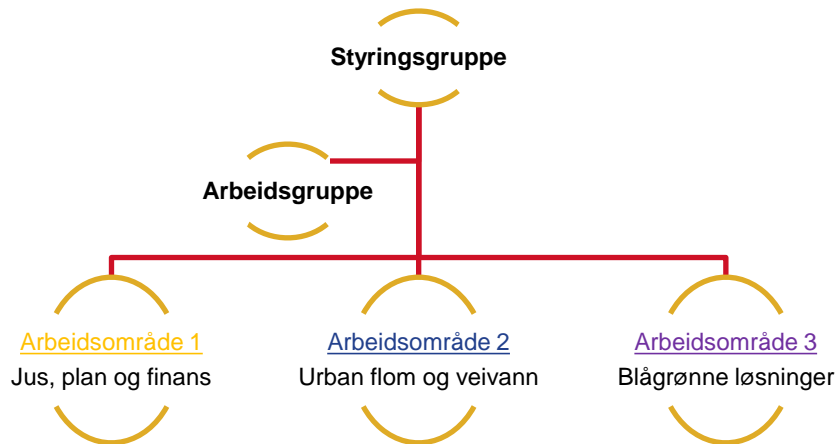 Styringsgruppe
Arbeidsgruppe
Arbeidsområde 1
Jus, plan og finans
Arbeidsområde 2
Urban flom og veivann
Arbeidsområde 3
Blågrønne løsninger